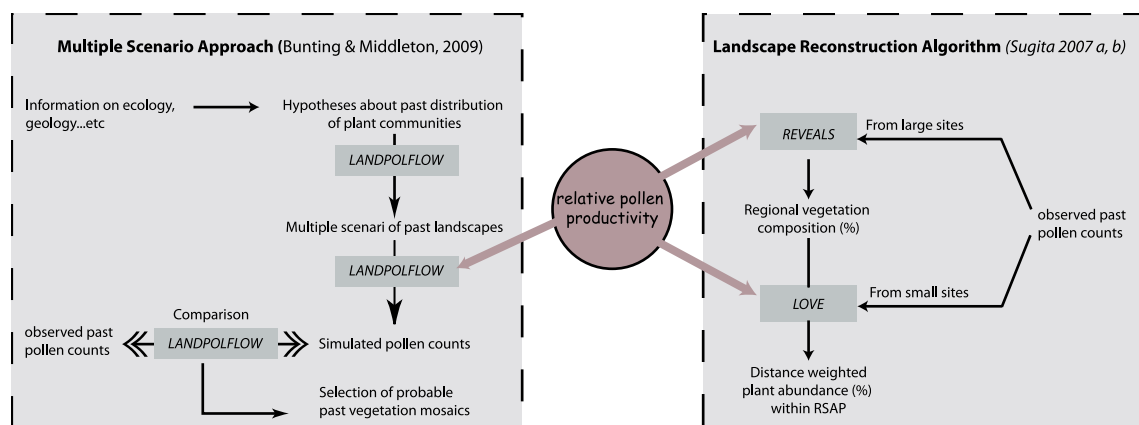 Multiple Scenario Approach (Bunting & Middleton, 2009)
Information on ecology,
geology...etc
Hypotheses about past distribution
of plant communities
LANDPOLFLOW
Multiple scenari of past landscapes
LANDPOLFLOW
Comparison
observed past
pollen counts
LANDPOLFLOW
Simulated pollen counts
Selection of probable
past vegetation mosaics
relative pollen
productivity
Landscape Reconstruction Algorithm (Sugita 2007 a, b)
REVEALS
From large sites
Regional vegetation
composition (%)
observed past
pollen counts
From small sites
LOVE
Distance weighted
plant abundance (%)
within RSAP